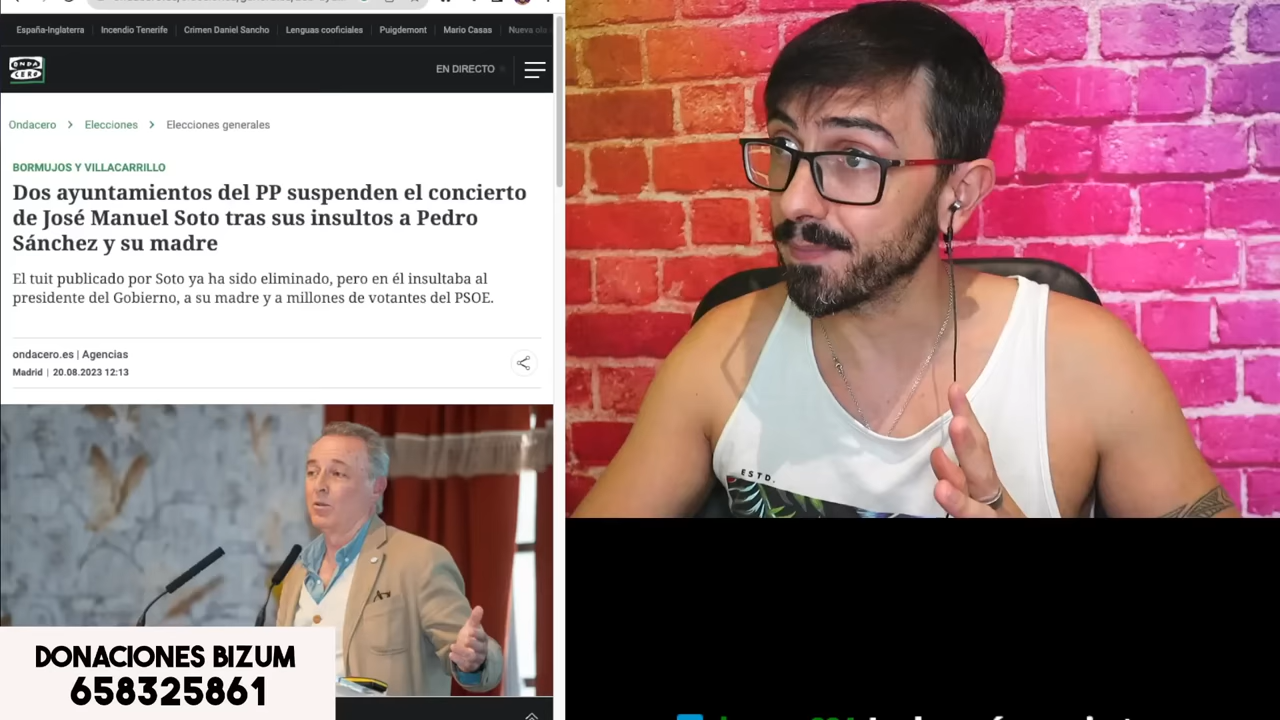 España-Inglaterra Incendio Tenerife Crimen Daniel Sancho Lenguas cooficiales Puigdemont Mario Casas Nueva
ONDA CERO
EN DIRECTO
Ondacero > Elecciones > Elecciones generales
BORMUJOS Y VILLACARRILLO
Dos ayuntamientos del PP suspenden el concierto
de José Manuel Soto tras sus insultos a Pedro
Sánchez y su madre
El tuit publicado por Soto ya ha sido eliminado, pero en él insultaba al
presidente del Gobierno, a su madre y a millones de votantes del PSOE.
ondacero.es | Agencias
Madrid | 20.08.2023 12:13
DONACIONES BIZUM
658325861
ESTD.